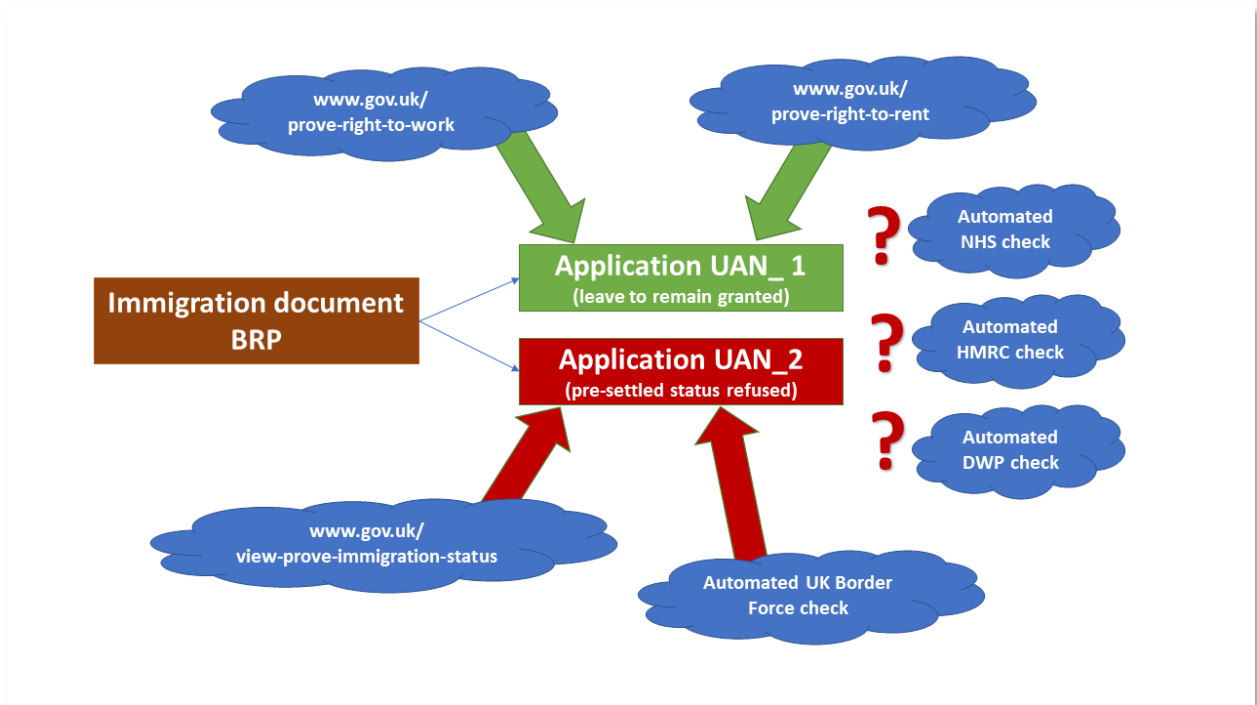 www.gov.uk/
prove-right-to-work
www.gov.uk/
prove-right-to-rent
?
Automated
NHS check
Application UAN_ 1
(leave to remain granted)
Immigration document
BRP
?
Automated
HMRC check
Application UAN_2
(pre-settled status refused)
?
Automated
DWP check
www.gov.uk/
view-prove-immigration-status
Automated UK Border
Force check